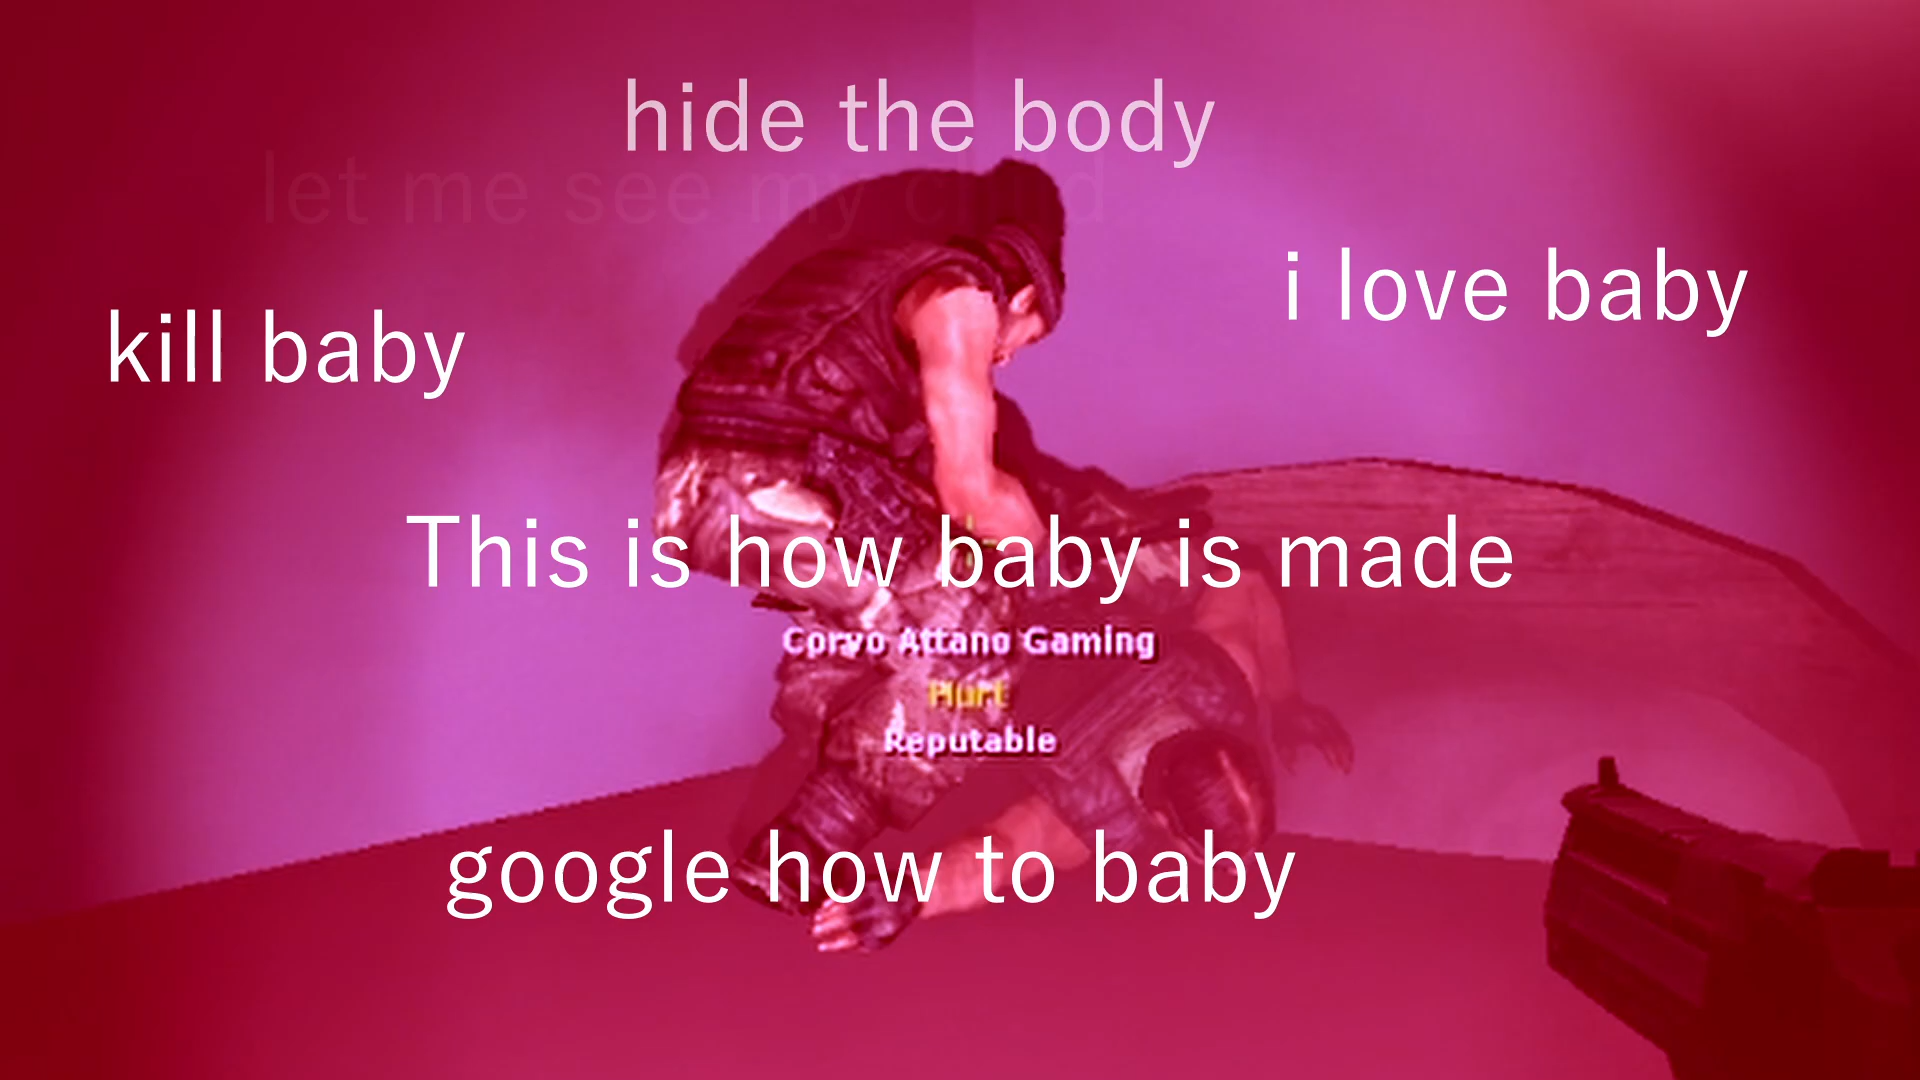 hide the body
let me see my child
i love baby
kill baby
This is how baby is made
Corvo Attano Gaming
Hurt
Reputable
google how to baby